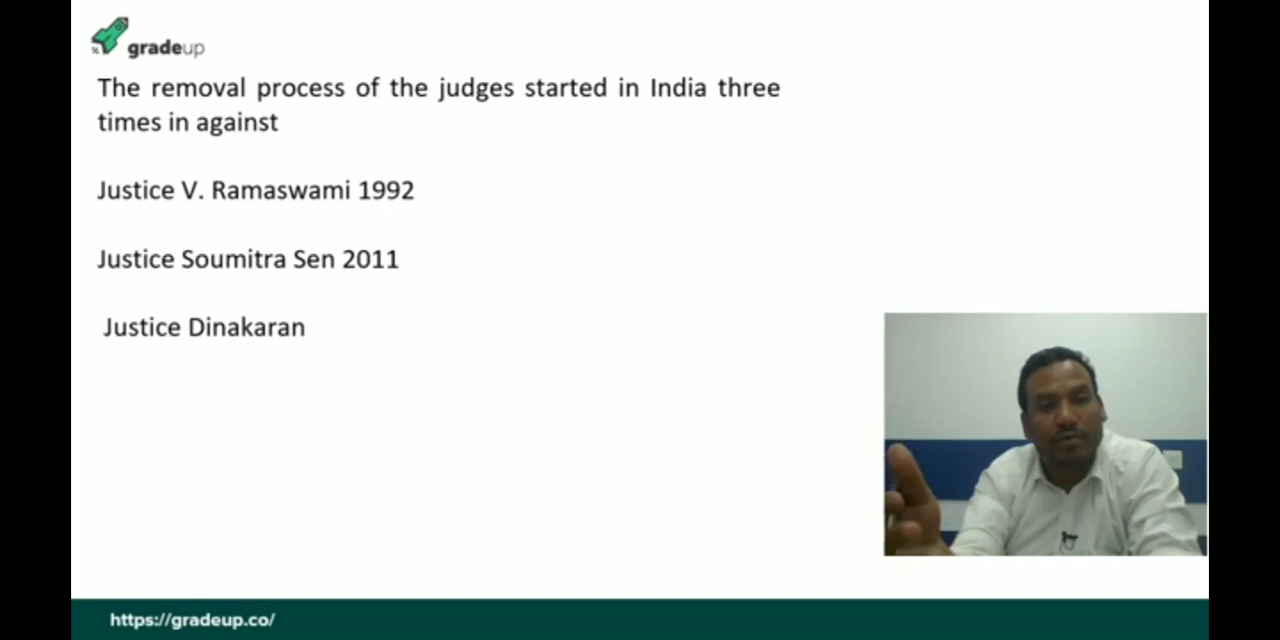 gradeup
The removal process of the judges started in India three
times in against
Justice V. Ramaswami 1992
Justice Soumitra Sen 2011
Justice Dinakaran
https://gradeup.co/